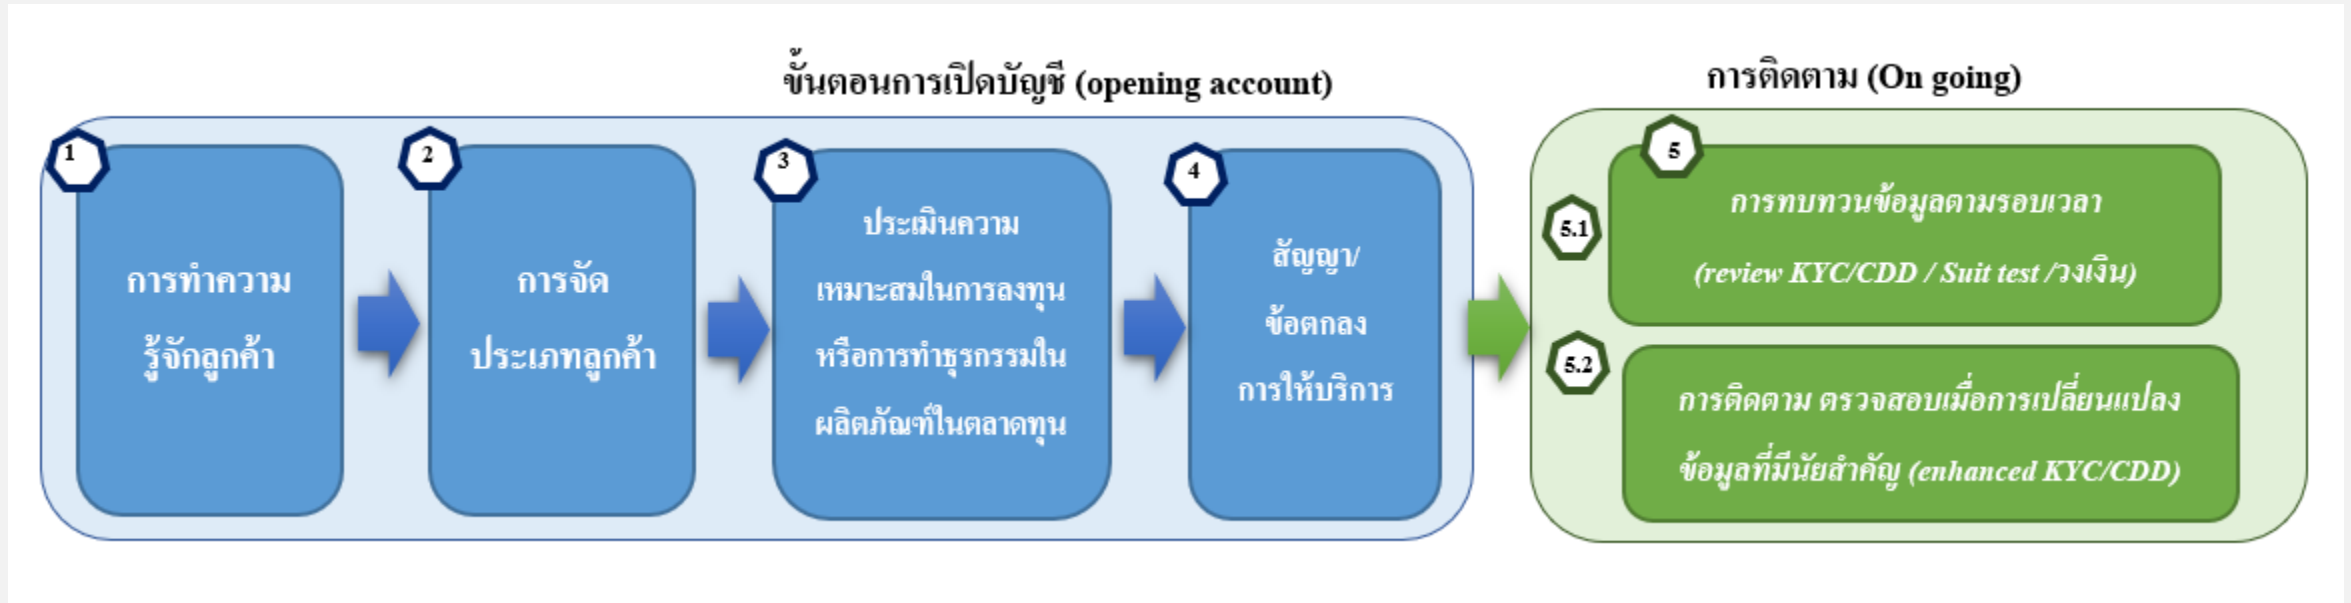 ขั้นตอนการเปิดบัญชี (opening account)
1
การทำความ
รู้จักลูกค้า
2
การจัด
ประเภทลูกค้า
3
ประเมินความ
เหมาะสมในการลงทุน
หรือการทำธุรกรรมใน
ผลิตภัณฑ์ในตลาดทุน
4
สัญญา/
ข้อตกลง
การให้บริการ
การติดตาม (On going)
5
5.1
การทบทวนข้อมูลตามรอบเวลา
(review KYC/CDD / Suit test /วงเงิน)
5.2
การติดตาม ตรวจสอบเมื่อการเปลี่ยนแปลง
ข้อมูลที่มีนัยสำคัญ (enhanced KYC/CDD)